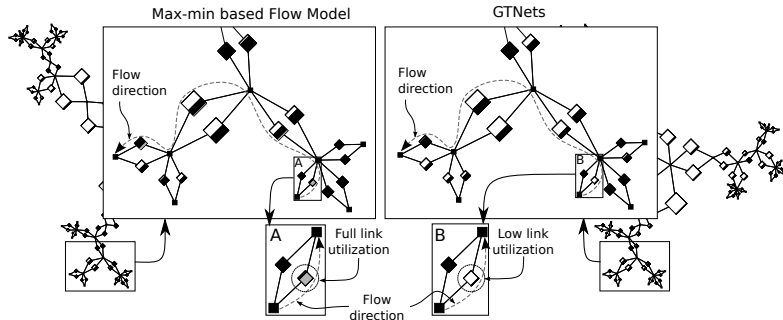 Max-min based Flow Model
GTNets
Flow
direction
Flow
direction
A
B
A
Full link
utilization
B
Low link
utilization
Flow
direction